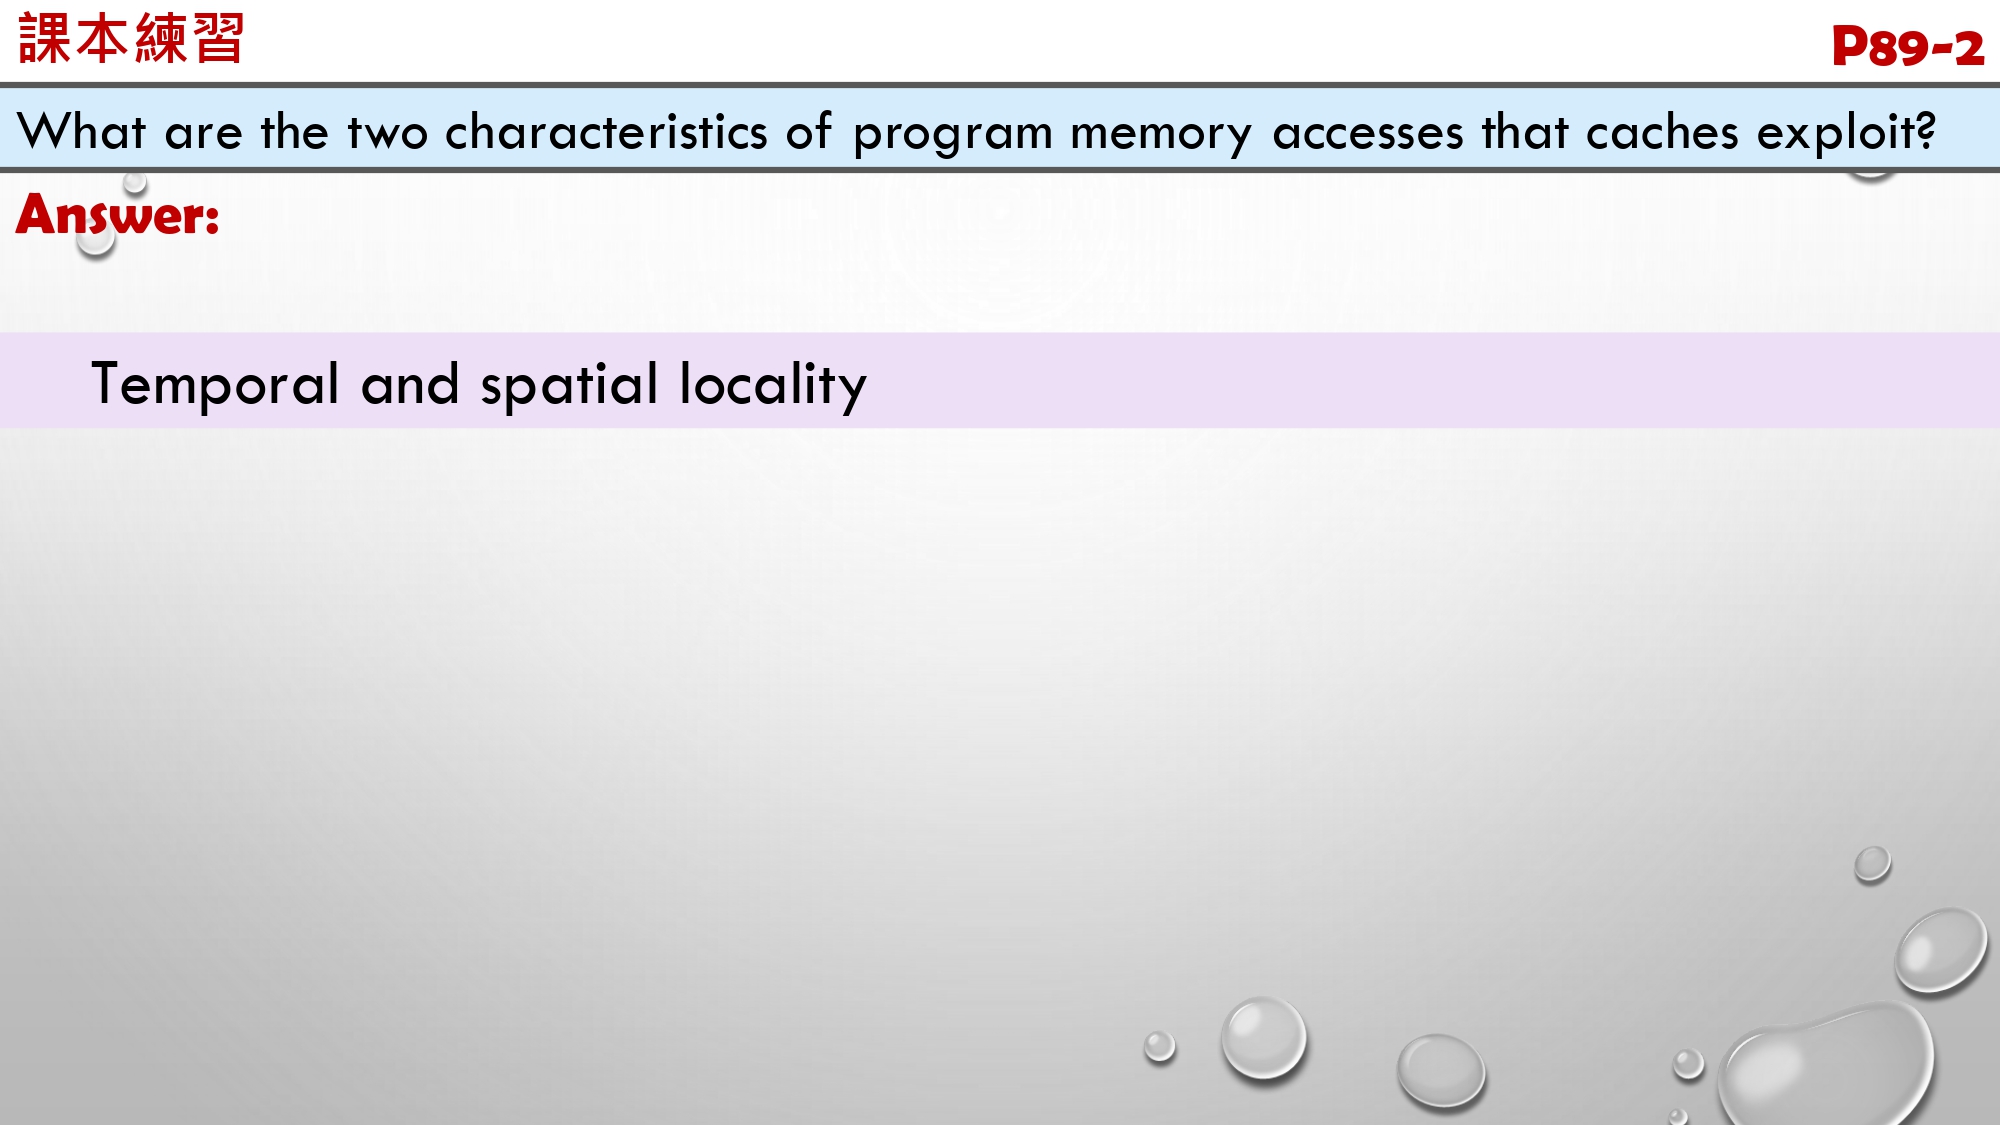 課本練習
P89-2
What are the two characteristics of program memory accesses that caches exploit?
Answer:
Temporal and spatial locality